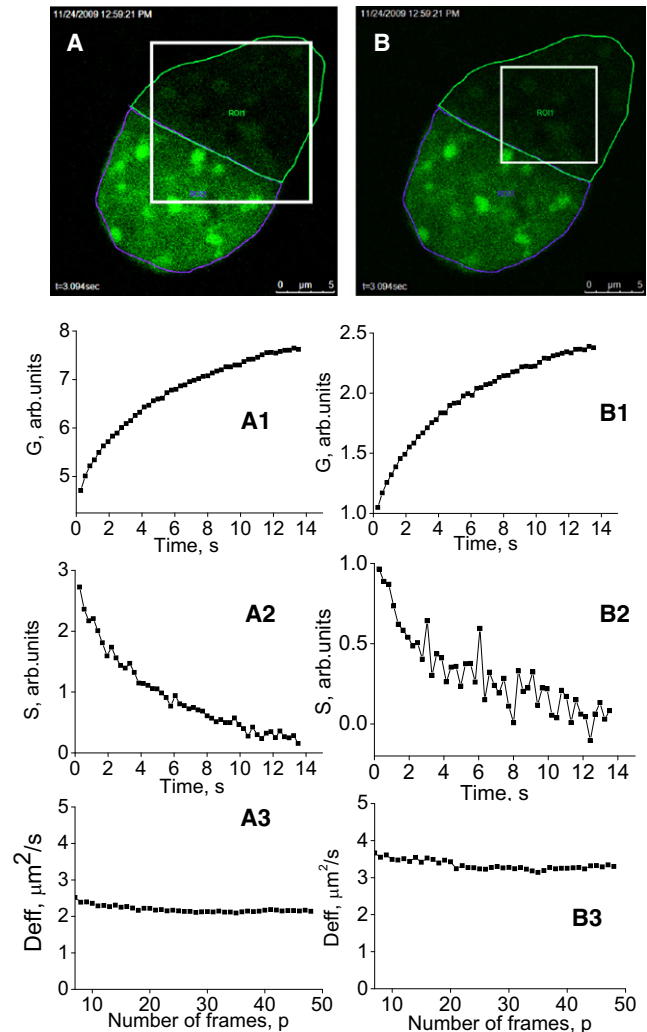 11/24/2009 12:59:21 PM
A
ROI1
t=3.094sec
0 µm 5
11/24/2009 12:59:21 PM
B
ROI1
t=3.094sec
0 µm 5
8
7
6
5
G, arb.units
A1
0 2 4 6 8 10 12 14
Time, s
2.5
2.0
1.5
1.0
G, arb.units
B1
0 2 4 6 8 10 12 14
Time, s
3
2
1
0
S, arb.units
A2
0 2 4 6 8 10 12 14
Time, s
1.0
0.5
0.0
S, arb.units
B2
0 2 4 6 8 10 12 14
Time, s
A3
5
4
3
2
1
0
Deff, µm²/s
10 20 30 40 50
Number of frames, p
5
4
3
2
1
0
Deff, µm²/s
B3
10 20 30 40 50
Number of frames, p